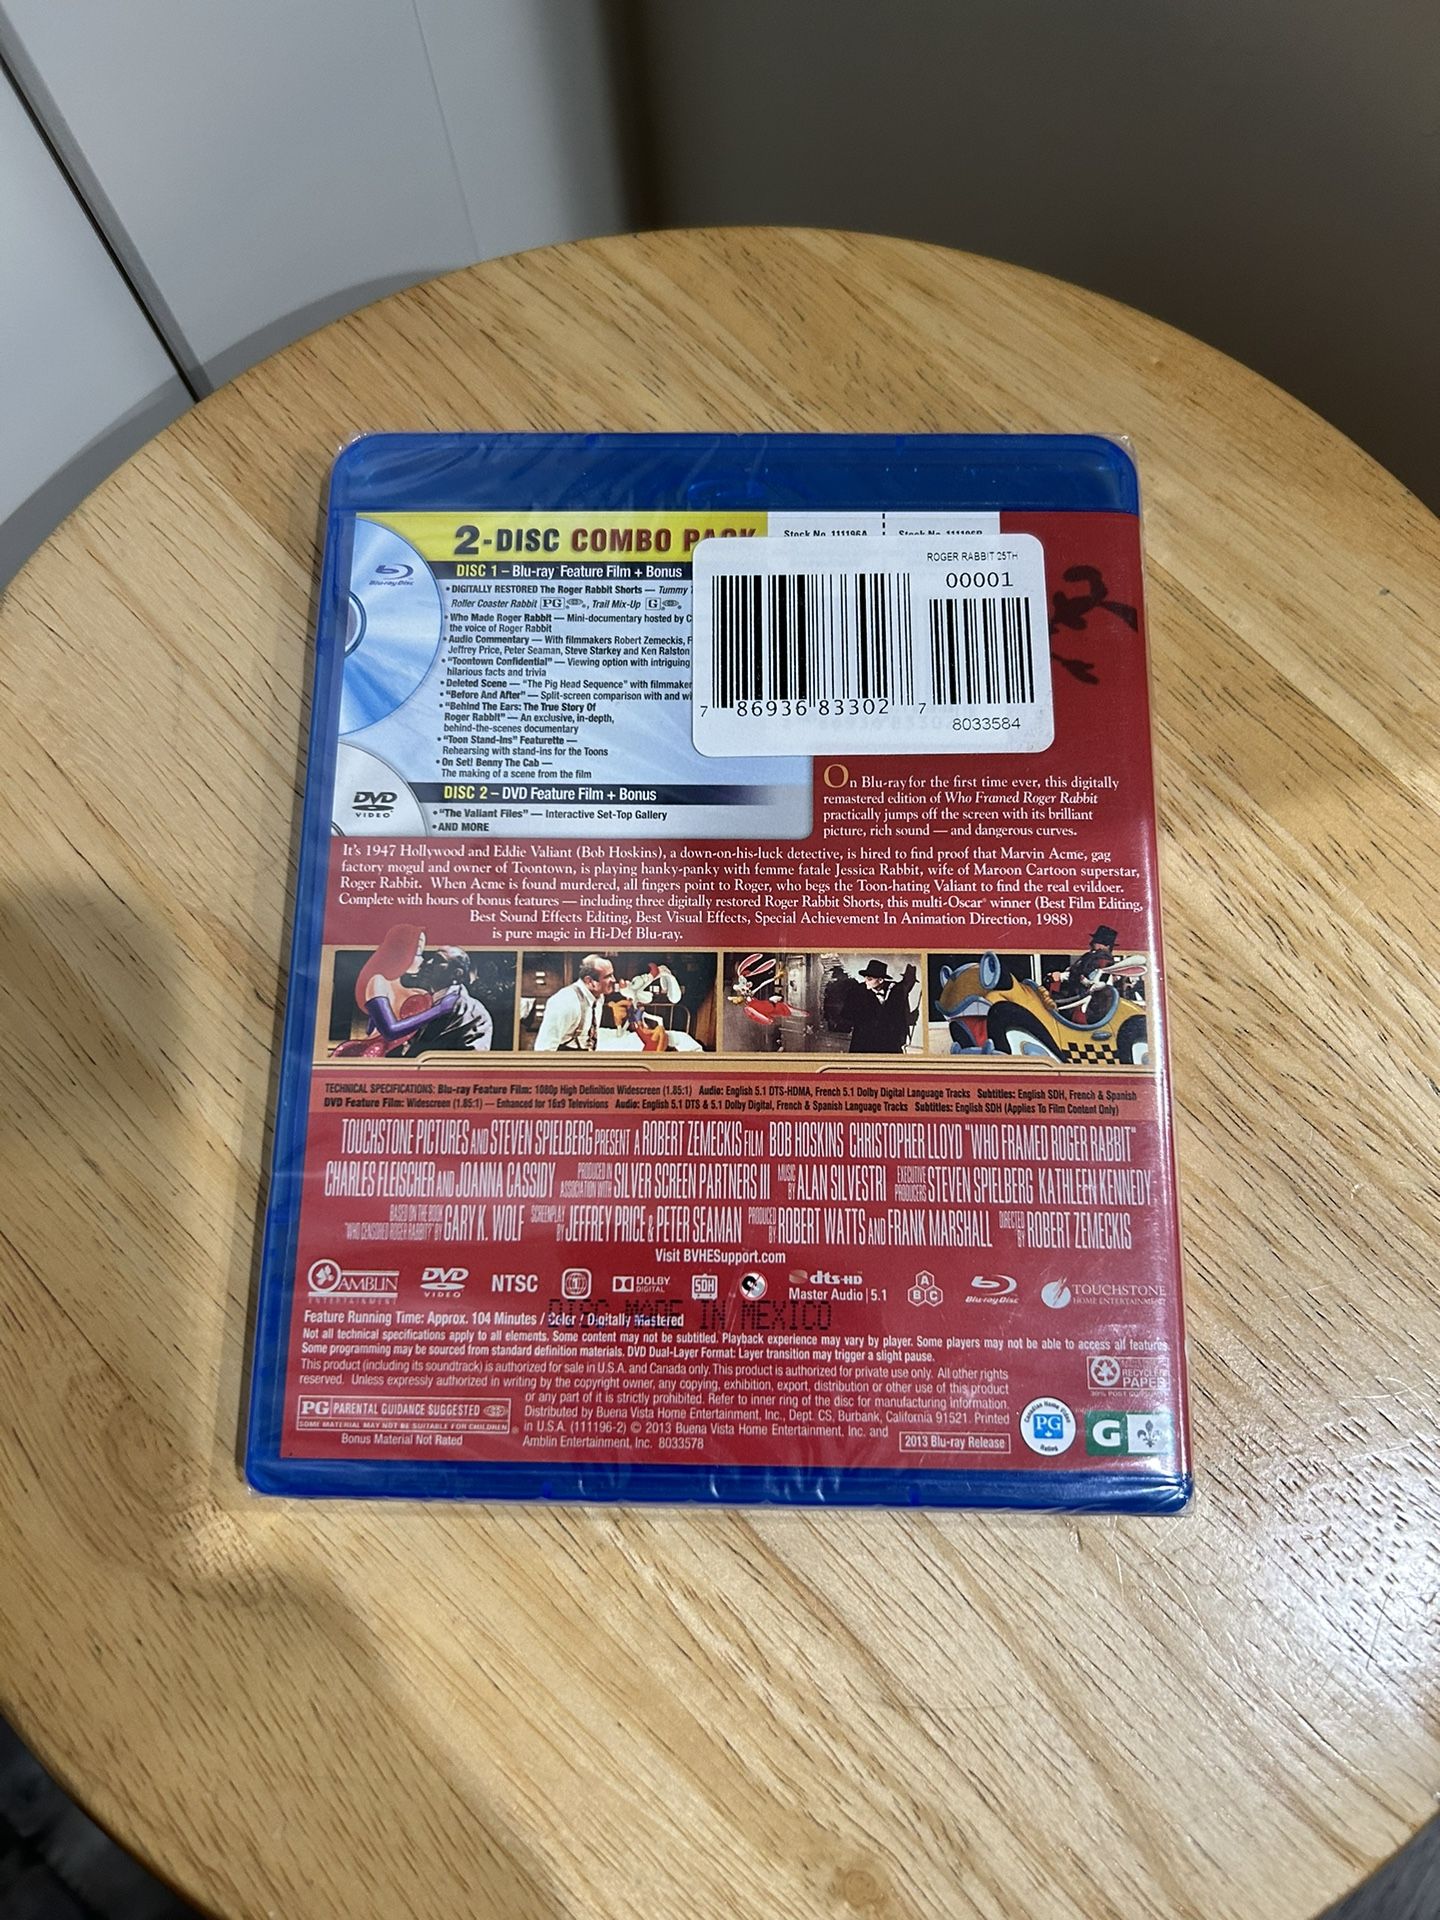 2-DISC COMBO PACK
Stock No. 111196A
DISC 1 – Blu-ray Feature Film + Bonus
Blu-ray Disc
• DIGITALLY RESTORED The Roger Rabbit Shorts — Tummy
Roller Coaster Rabbit PG, Trail Mix-Up G
• Who Made Roger Rabbit — Mini-documentary hosted by
the voice of Roger Rabbit
• Audio Commentary — With filmmakers Robert Zemeckis,
Jeffrey Price, Peter Seaman, Steve Starkey and Ken Ralston
• "Toontown Confidential" — Viewing option with intriguing
hilarious facts and trivia
• Deleted Scene — "The Pig Head Sequence" with
• "Before And After" — Split-screen comparison with and
• "Behind The Ears: The True Story Of
Roger Rabbit" — An exclusive, in-depth,
behind-the-scenes documentary
• "Toon Stand-Ins" Featurette —
Rehearsing with stand-ins for the Toons
• On Set! Benny The Cab —
The making of a scene from the film
DISC 2 – DVD Feature Film + Bonus
DVD
VIDEO
• "The Valiant Files" — Interactive Set-Top Gallery
• AND MORE
ROGER RABBIT 25TH
00001
7 86936 83302 7
8033584
On Blu-ray for the first time ever, this digitally
remastered edition of Who Framed Roger Rabbit
practically jumps off the screen with its brilliant
picture, rich sound — and dangerous curves.
It's 1947 Hollywood and Eddie Valiant (Bob Hoskins), a down-on-his-luck detective, is hired to find proof that Marvin Acme, gag
factory mogul and owner of Toontown, is playing hanky-panky with femme fatale Jessica Rabbit, wife of Maroon Cartoon superstar,
Roger Rabbit. When Acme is found murdered, all fingers point to Roger, who begs the Toon-hating Valiant to find the real evildoer.
Complete with hours of bonus features — including three digitally restored Roger Rabbit Shorts, this multi-Oscar® winner (Best Film Editing,
Best Sound Effects Editing, Best Visual Effects, Special Achievement In Animation Direction, 1988)
is pure magic in Hi-Def Blu-ray.
TECHNICAL SPECIFICATIONS: Blu-ray Feature Film: 1080p High Definition Widescreen (1.85:1) Audio: English 5.1 DTS-HDMA, French 5.1 Dolby Digital Language Tracks Subtitles: English SDH, French & Spanish
DVD Feature Film: Widescreen (1.85:1) — Enhanced for 16x9 Televisions Audio: English 5.1 DTS & 5.1 Dolby Digital, French & Spanish Language Tracks Subtitles: English SDH (Applies To Film Content Only)
TOUCHSTONE PICTURES AND STEVEN SPIELBERG PRESENT A ROBERT ZEMECKIS FILM BOB HOSKINS CHRISTOPHER LLOYD "WHO FRAMED ROGER RABBIT"
CHARLES FLEISCHER AND JOANNA CASSIDY PRODUCED IN ASSOCIATION WITH SILVER SCREEN PARTNERS III MUSIC BY ALAN SILVESTRI EXECUTIVE PRODUCERS STEVEN SPIELBERG KATHLEEN KENNEDY
BASED ON THE BOOK "WHO CENSORED ROGER RABBIT?" BY GARY K. WOLF SCREENPLAY BY JEFFREY PRICE & PETER SEAMAN PRODUCED BY ROBERT WATTS AND FRANK MARSHALL DIRECTED BY ROBERT ZEMECKIS
Visit BVHESupport.com
AMBLIN ENTERTAINMENT DVD VIDEO NTSC 1 DOLBY DIGITAL SDH dts-HD Master Audio | 5.1 A B C Blu-ray Disc TOUCHSTONE HOME ENTERTAINMENT
DISC MADE IN MEXICO
Feature Running Time: Approx. 104 Minutes / Color / Digitally Mastered
Not all technical specifications apply to all elements. Some content may not be subtitled. Playback experience may vary by player. Some players may not be able to access all features.
Some programming may be sourced from standard definition materials. DVD Dual-Layer Format: Layer transition may trigger a slight pause.
This product (including its soundtrack) is authorized for sale in U.S.A. and Canada only. This product is authorized for private use only. All other rights
reserved. Unless expressly authorized in writing by the copyright owner, any copying, exhibition, export, distribution or other use of this product
or any part of it is strictly prohibited. Refer to inner ring of the disc for manufacturing information.
Distributed by Buena Vista Home Entertainment, Inc., Dept. CS, Burbank, California 91521. Printed
in U.S.A. (111196-2) © 2013 Buena Vista Home Entertainment, Inc. and
Amblin Entertainment, Inc. 8033578
PG PARENTAL GUIDANCE SUGGESTED
SOME MATERIAL MAY NOT BE SUITABLE FOR CHILDREN
Bonus Material Not Rated
2013 Blu-ray Release
RECYCLED
PAPER
Canadian Home Video
PG
Rated
G